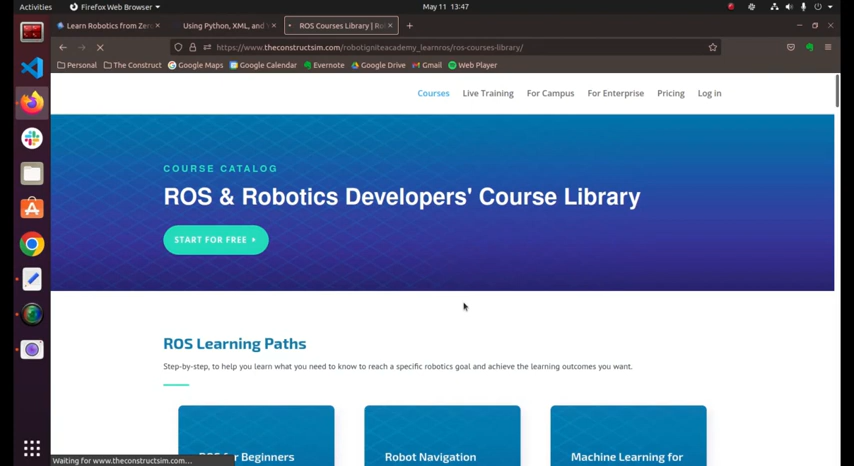 Activities
Firefox Web Browser
May 11 13:47
Learn Robotics from Zer
Using Python, XML, and
ROS Courses Library | Ro
https://www.theconstructsim.com/robotigniteacademy_learnros/ros-courses-library/
Personal
The Construct
Google Maps
Google Calendar
Evernote
Google Drive
Gmail
Web Player
Courses
Live Training
For Campus
For Enterprise
Pricing
Log in
COURSE CATALOG
ROS & Robotics Developers' Course Library
START FOR FREE
ROS Learning Paths
Step-by-step, to help you learn what you need to know to reach a specific robotics goal and achieve the learning outcomes you want.
Beginners
Robot Navigation
Machine Learning for
Waiting for www.theconstructsim.com...